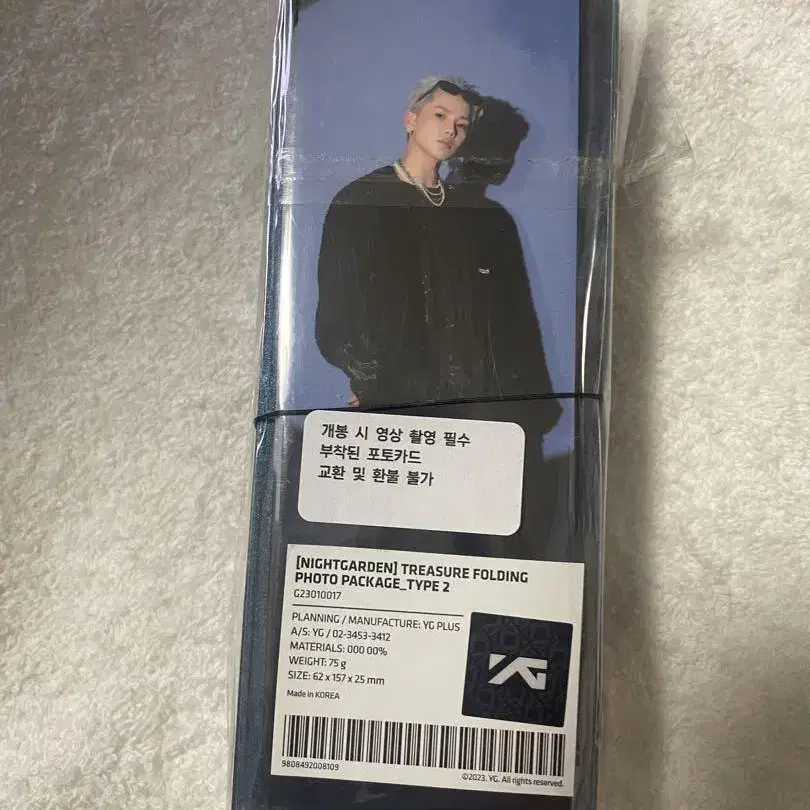 개봉 시 영상 촬영 필수
부착된 포토카드
교환 및 환불 불가
[NIGHTGARDEN] TREASURE FOLDING
PHOTO PACKAGE_TYPE 2
G23010017
PLANNING / MANUFACTURE: YG PLUS
A/S: YG / 02-3453-3412
MATERIALS: 000 00%
WEIGHT: 75 g
SIZE: 62 x 157 x 25 mm
Made in KOREA
YG
9808492008109
©2023. YG. All rights reserved.